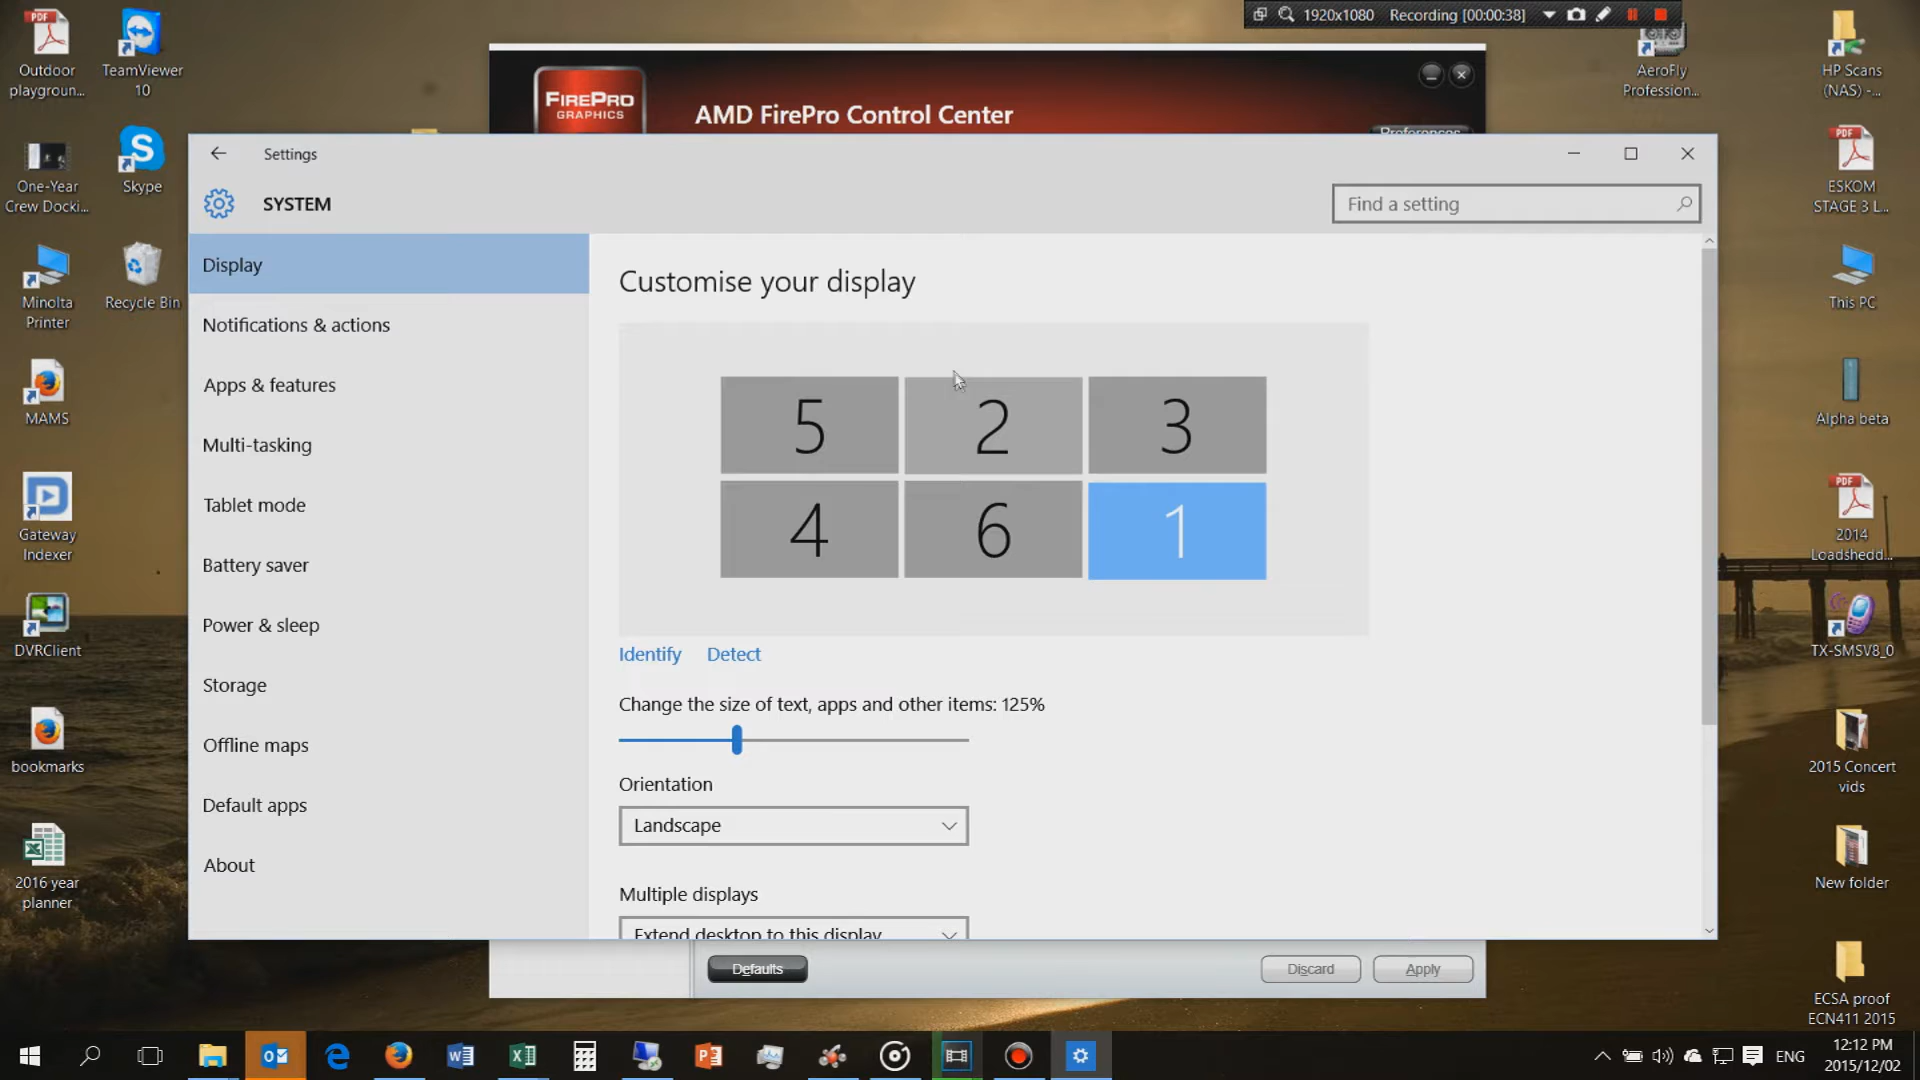 1920x1080 Recording [00:00:38]
Outdoor
playgroun...
TeamViewer
10
One-Year
Crew Docki...
Skype
Minolta
Printer
Recycle Bin
MAMS
Gateway
Indexer
DVRClient
bookmarks
2016 year
planner
FIREPRO
GRAPHICS
AMD FirePro Control Center
Preferences
AeroFly
Profession...
HP Scans
(NAS) -...
PDF
ESKOM
STAGE 3 L...
This PC
Alpha beta
PDF
2014
Loadshedd...
TX-SMSV8_0
2015 Concert
vids
New folder
ECSA proof
ECN411 2015
Settings
SYSTEM
Find a setting
Display
Notifications & actions
Apps & features
Multi-tasking
Tablet mode
Battery saver
Power & sleep
Storage
Offline maps
Default apps
About
Customise your display
5 2 3
4 6 1
Identify Detect
Change the size of text, apps and other items: 125%
Orientation
Landscape
Multiple displays
Extend desktop to this display
Defaults
Discard
Apply
ENG
12:12 PM
2015/12/02